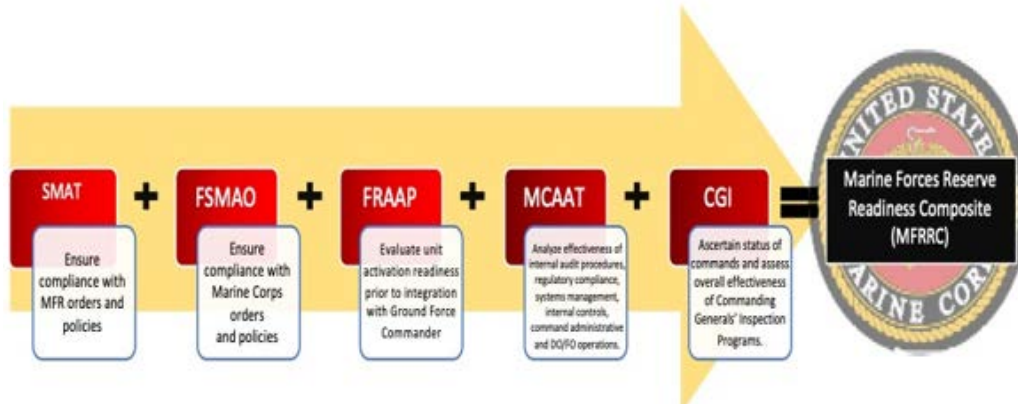 SMAT
Ensure
compliance with
MFR orders and
policies
+
FSMAO
Ensure
compliance with
Marine Corps
orders
and policies
+
FRAAP
Evaluate unit
activation readiness
prior to integration
with Ground Force
Commander
+
MCAAT
Analyze effectiveness of
internal audit procedures,
regulatory compliance,
systems management,
internal controls,
command administrative
and DO/FO operations.
+
CGI
Ascertain status of
commands and assess
overall effectiveness
of Commanding
Generals' Inspection
Programs.
=
UNITED STATES
Marine Forces Reserve
Readiness Composite
(MFRRC)
MARINE CORPS